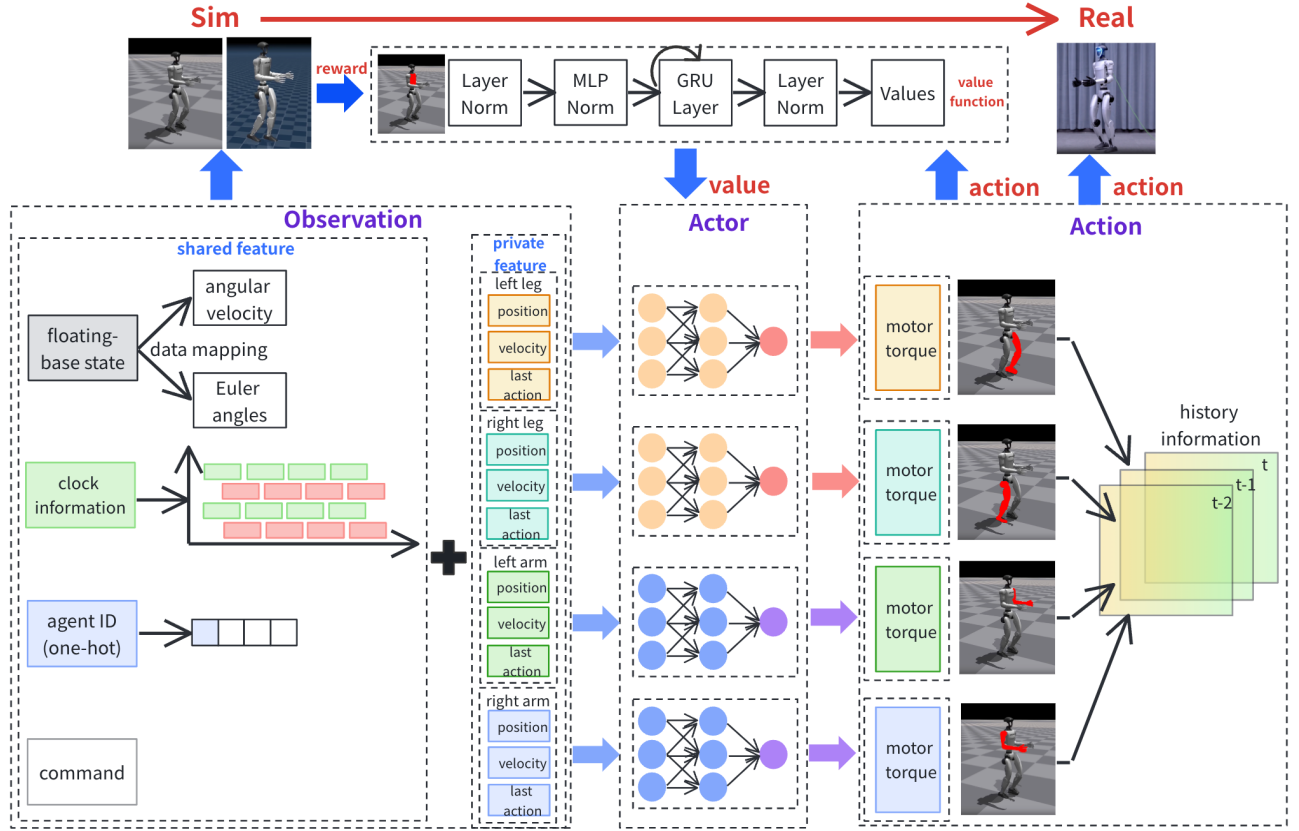 Sim
Real
reward
Layer
Norm
MLP
Norm
GRU
Layer
Layer
Norm
Values
value
function
value
action
action
Observation
shared feature
floating-
base state
angular
velocity
data mapping
Euler
angles
clock
information
agent ID
(one-hot)
command
private
feature
left leg
position
velocity
last
action
right leg
position
velocity
last
action
left arm
position
velocity
last
action
right arm
position
velocity
last
action
Actor
Action
motor
torque
motor
torque
motor
torque
motor
torque
history
information
t
t-1
t-2